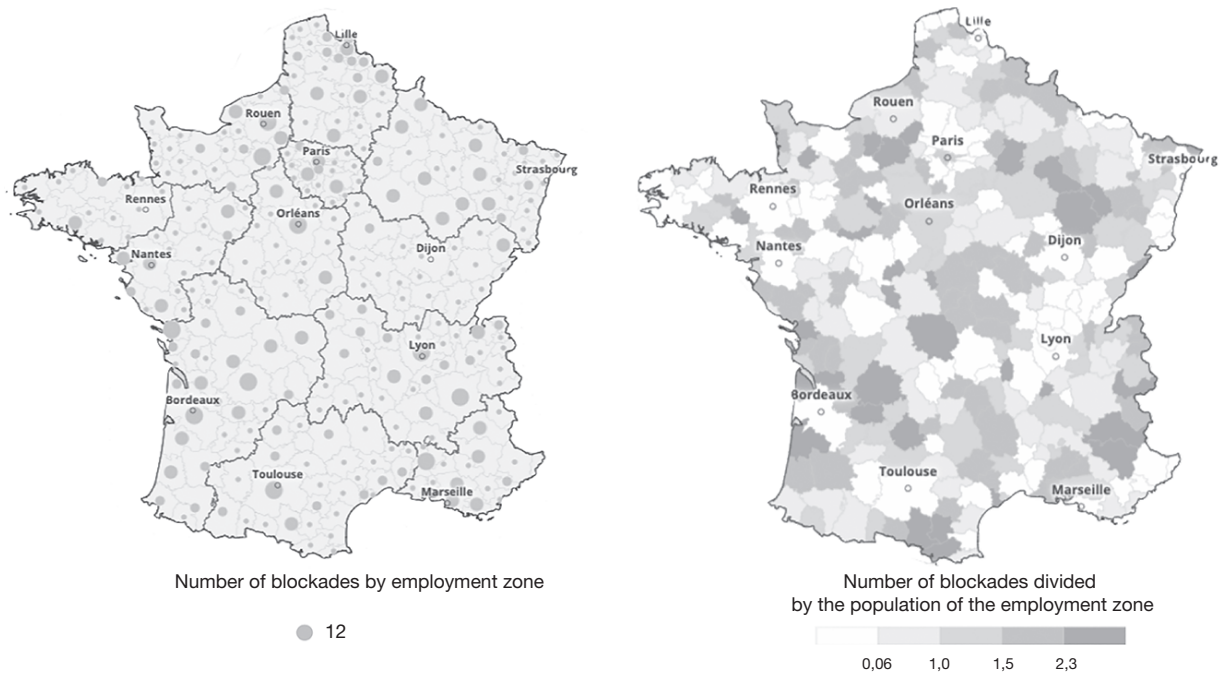 Lille
Rouen
Paris
Strasbourg
Rennes
Orléans
Nantes
Dijon
Lyon
Bordeaux
Toulouse
Marseille
Number of blockades by employment zone
12
Lille
Rouen
Paris
Strasbourg
Rennes
Orléans
Nantes
Dijon
Lyon
Bordeaux
Toulouse
Marseille
Number of blockades divided
by the population of the employment zone
0,06 1,0 1,5 2,3